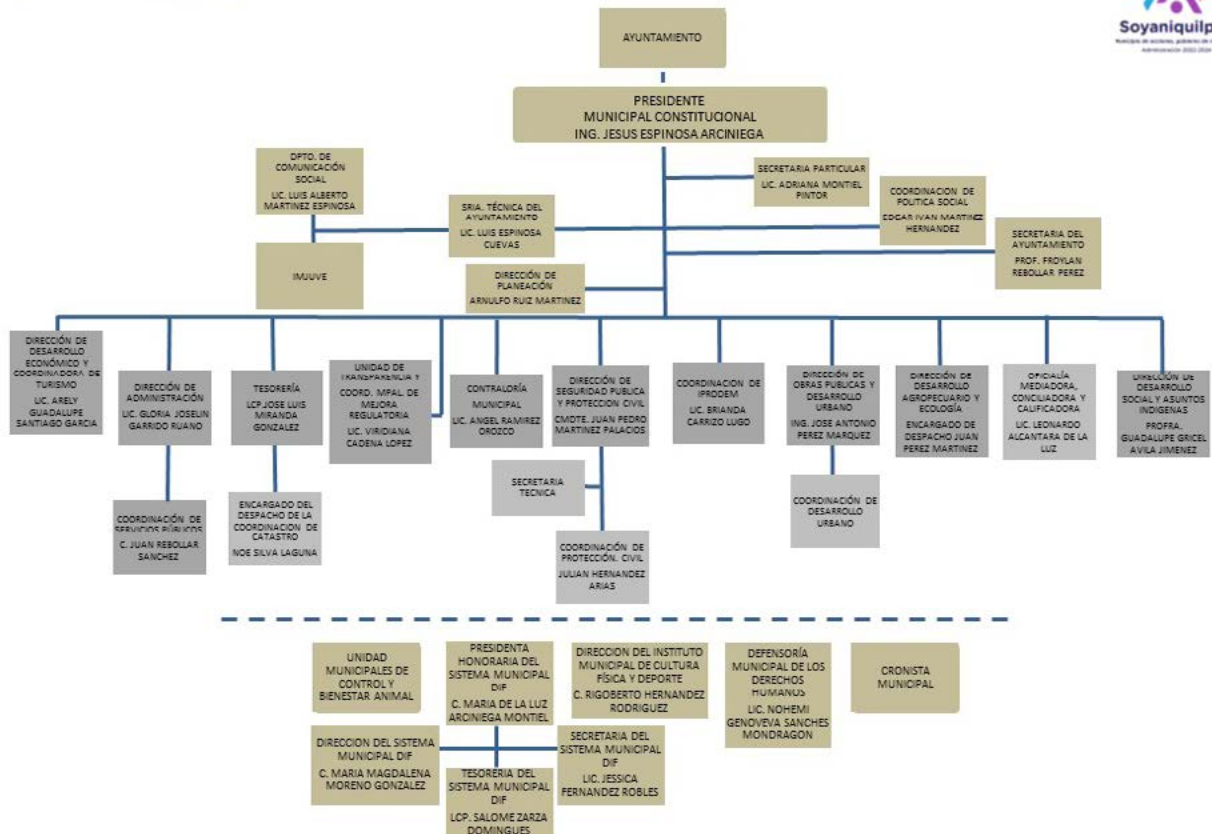 Soyaniquilp
Administración 2022-2024
AYUNTAMIENTO
PRESIDENTE
MUNICIPAL CONSTITUCIONAL
ING. JESUS ESPINOSA ARCINIEGA
DPTO. DE
COMUNICACIÓN
SOCIAL
LIC. LUIS ALBERTO
MARTINEZ ESPINOSA
SECRETARIA PARTICULAR
LIC. ADRIANA MONTIEL
PINTOR
SRIA. TÉCNICA DEL
AYUNTAMIENTO
LIC. LUIS ESPINOSA
CUEVAS
COORDINACION DE
POLITICA SOCIAL
EDGAR IVAN MARTINEZ
HERNANDEZ
SECRETARIA DEL
AYUNTAMIENTO
PROF. FROYLAN
REBOLLAR PEREZ
IMJUVE
DIRECCIÓN DE
PLANEACIÓN
ARNULFO RUIZ MARTINEZ
DIRECCIÓN DE
DESARROLLO
ECONÓMICO Y
COORDINADORA DE
TURISMO
LIC. ARELY
GUADALUPE
SANTIAGO GARCIA
DIRECCIÓN DE
ADMINISTRACIÓN
LIC. GLORIA JOSELIN
GARRIDO RUANO
TESORERÍA
LCP.JOSE LUIS
MIRANDA
GONZALEZ
UNIDAD DE
TRANSPARENCIA Y
COORD. MPAL. DE
MEJORA
REGULATORIA
LIC. VIRIDIANA
CADENA LOPEZ
CONTRALORÍA
MUNICIPAL
LIC. ANGEL RAMIREZ
OROZCO
DIRECCIÓN DE
SEGURIDAD PUBLICA
Y PROTECCION CIVIL
CMDTE. JUAN PEDRO
MARTINEZ PALACIOS
COORDINACION DE
IPRODEM
LIC. BRIANDA
CARRIZO LUGO
DIRECCIÓN DE
OBRAS PUBLICAS Y
DESARROLLO
URBANO
ING. JOSE ANTONIO
PEREZ MARQUEZ
DIRECCIÓN DE
DESARROLLO
AGROPECUARIO Y
ECOLOGÍA
ENCARGADO DE
DESPACHO JUAN
PEREZ MARTINEZ
OFICIALÍA
MEDIADORA,
CONCILIADORA Y
CALIFICADORA
LIC. LEONARDO
ALCANTARA DE LA
LUZ
DIRECCIÓN DE
DESARROLLO
SOCIAL Y ASUNTOS
INDIGENAS
PROFRA.
GUADALUPE GRICEL
AVILA JIMENEZ
COORDINACIÓN DE
SERVICIOS PÚBLICOS
C. JUAN REBOLLAR
SANCHEZ
ENCARGADO DEL
DESPACHO DE LA
COORDINACION DE
CATASTRO
NOE SILVA LAGUNA
SECRETARIA
TECNICA
COORDINACIÓN DE
PROTECCIÓN. CIVIL
JULIAN HERNANDEZ
ARIAS
COORDINACIÓN DE
DESARROLLO
URBANO
UNIDAD
MUNICIPALES DE
CONTROL Y
BIENESTAR ANIMAL
PRESIDENTA
HONORARIA DEL
SISTEMA MUNICIPAL
DIF
C. MARIA DE LA LUZ
ARCINIEGA MONTIEL
DIRECCION DEL INSTITUTO
MUNICIPAL DE CULTURA
FÍSICA Y DEPORTE
C. RIGOBERTO HERNANDEZ
RODRIGUEZ
DEFENSORÍA
MUNICIPAL DE LOS
DERECHOS
HUMANOS
LIC. NOHEMI
GENOVEVA SANCHES
MONDRAGON
CRONISTA
MUNICIPAL
DIRECCION DEL SISTEMA
MUNICIPAL DIF
C. MARIA MAGDALENA
MORENO GONZALEZ
TESORERIA DEL
SISTEMA MUNICIPAL
DIF
LCP. SALOME ZARZA
DOMINGUES
SECRETARIA DEL
SISTEMA MUNICIPAL
DIF
LIC. JESSICA
FERNANDEZ ROBLES